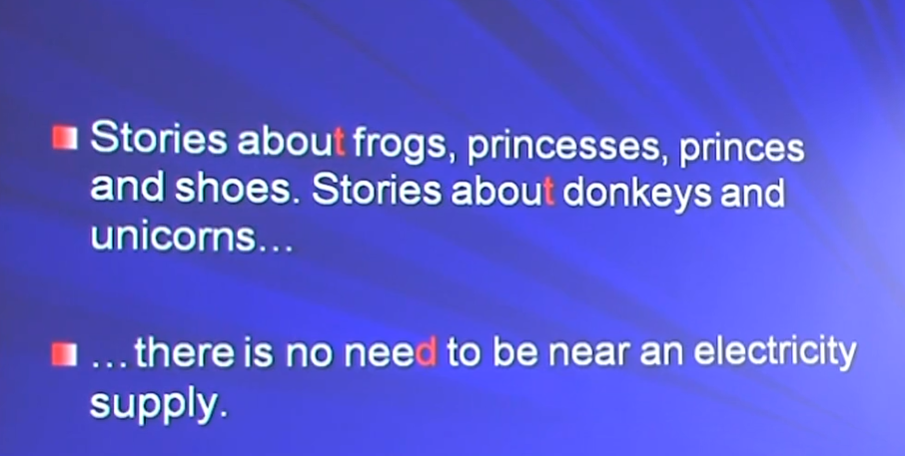 Stories about frogs, princesses, princes
and shoes. Stories about donkeys and
unicorns...
...there is no need to be near an electricity
supply.